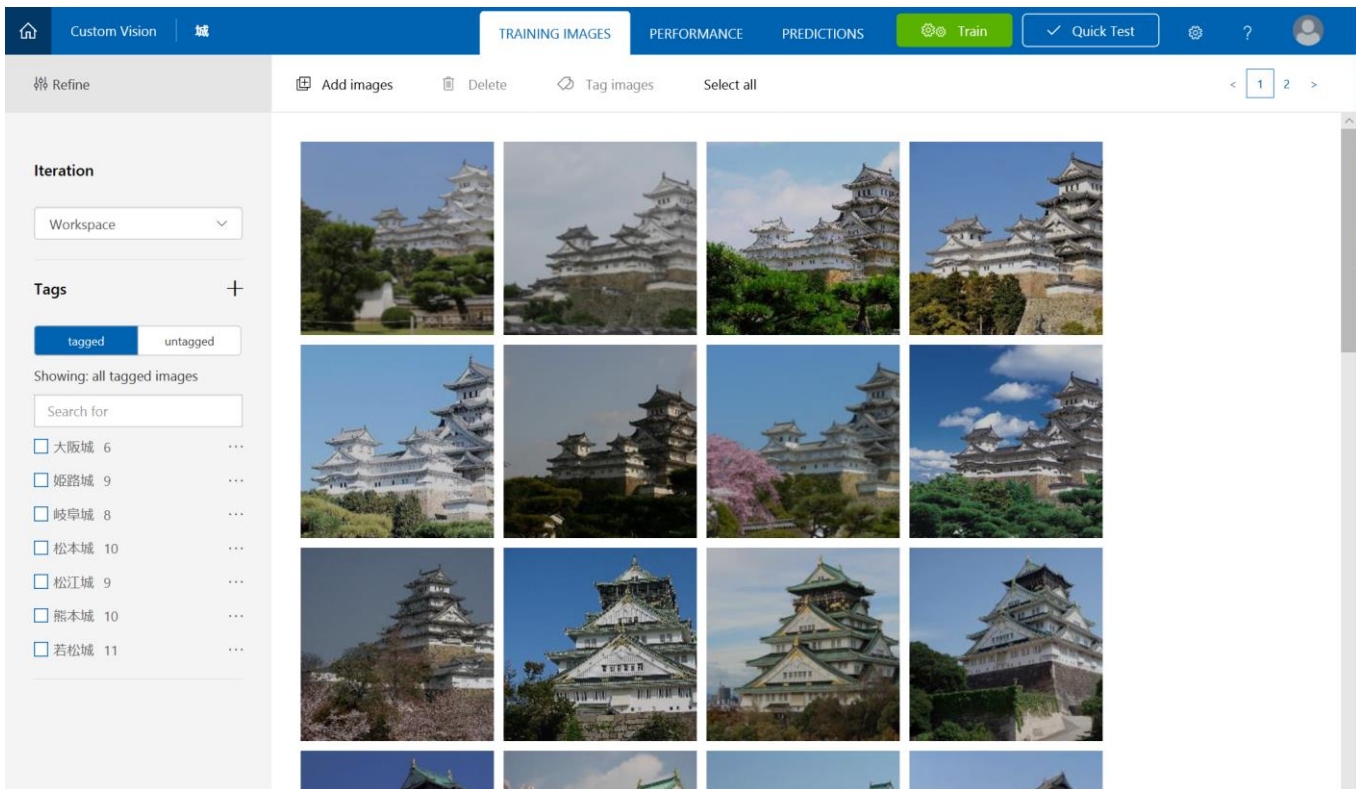 Custom Vision 城 TRAINING IMAGES PERFORMANCE PREDICTIONS Train Quick Test ?
Refine Add images Delete Tag images Select all < 1 2 >
Iteration
Workspace
Tags +
tagged untagged
Showing: all tagged images
Search for
大阪城 6 ...
姫路城 9 ...
岐阜城 8 ...
松本城 10 ...
松江城 9 ...
熊本城 10 ...
若松城 11 ...